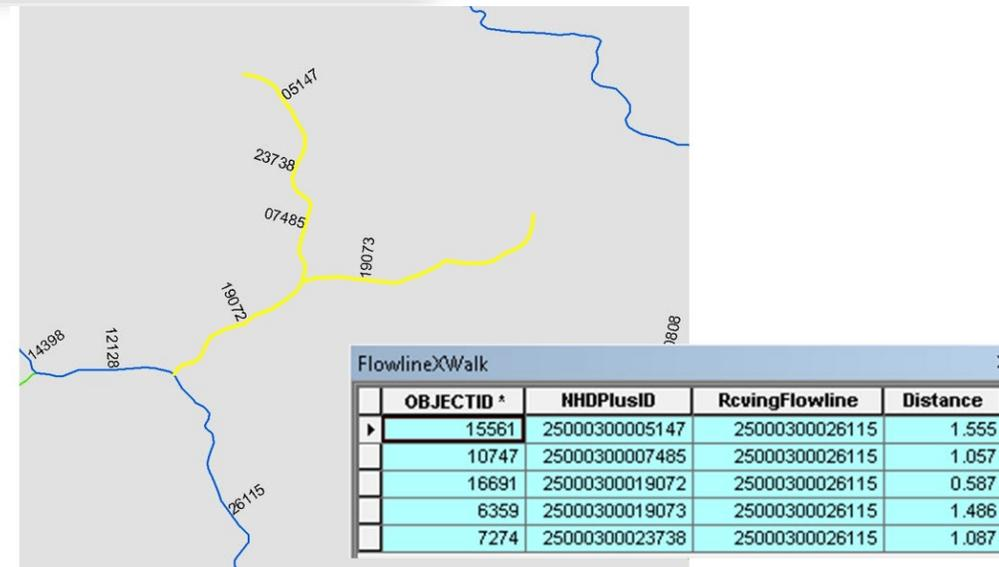 05147
23738
07485
19073
19072
14398
12128
26115
FlowlineXWalk
OBJECTID * NHDPlusID RcvingFlowline Distance
15561 25000300005147 25000300026115 1.555
10747 25000300007485 25000300026115 1.057
16691 25000300019072 25000300026115 0.587
6359 25000300019073 25000300026115 1.486
7274 25000300023738 25000300026115 1.087